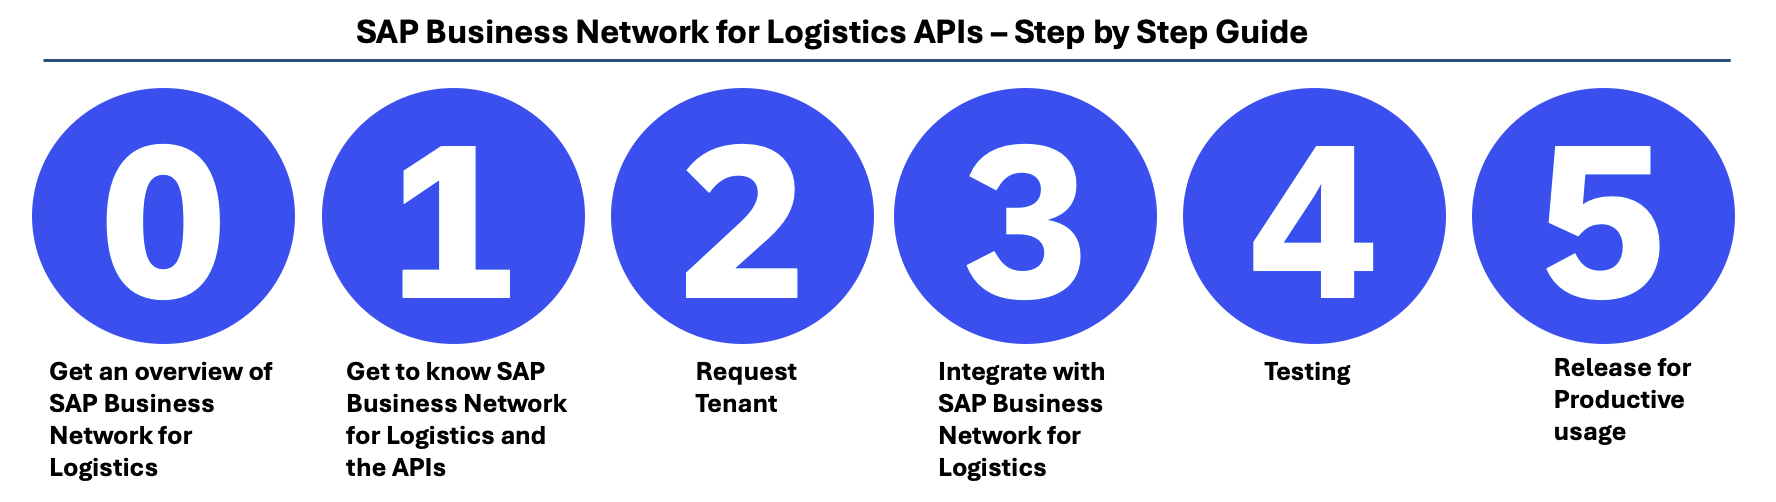 SAP Business Network for Logistics APIs – Step by Step Guide
0
Get an overview of
SAP Business
Network for
Logistics
1
Get to know SAP
Business Network
for Logistics and
the APIs
2
Request
Tenant
3
Integrate with
SAP Business
Network for
Logistics
4
Testing
5
Release for
Productive
usage